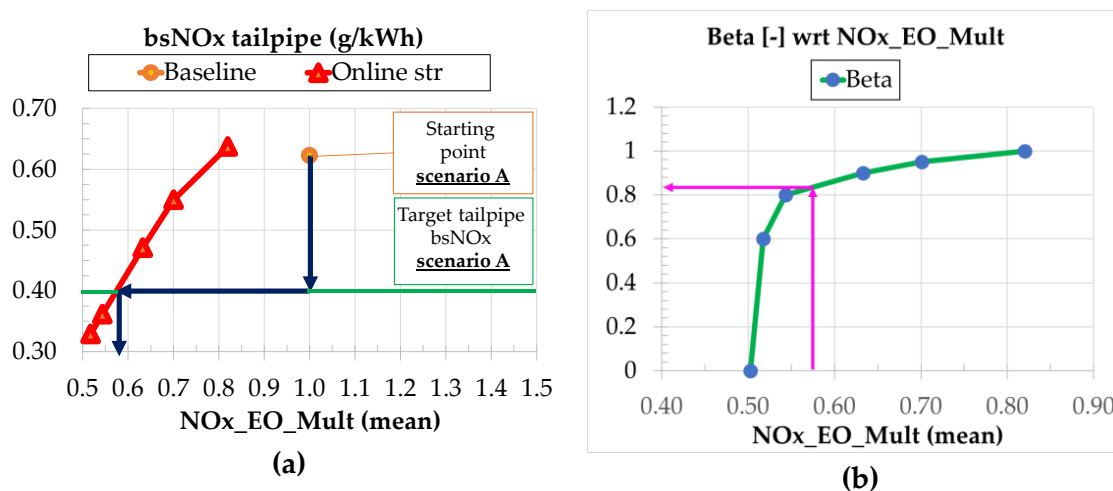 bsNOx tailpipe (g/kWh)
Baseline
Online str
0.70
0.60
0.50
0.40
0.30
Starting
point
scenario A
Target tailpipe
bsNOx
scenario A
0.5 0.6 0.7 0.8 0.9 1.0 1.1 1.2 1.3 1.4 1.5
NOx_EO_Mult (mean)
(a)
Beta [-] wrt NOx_EO_Mult
Beta
1.2
1
0.8
0.6
0.4
0.2
0
0.40 0.50 0.60 0.70 0.80 0.90
NOx_EO_Mult (mean)
(b)